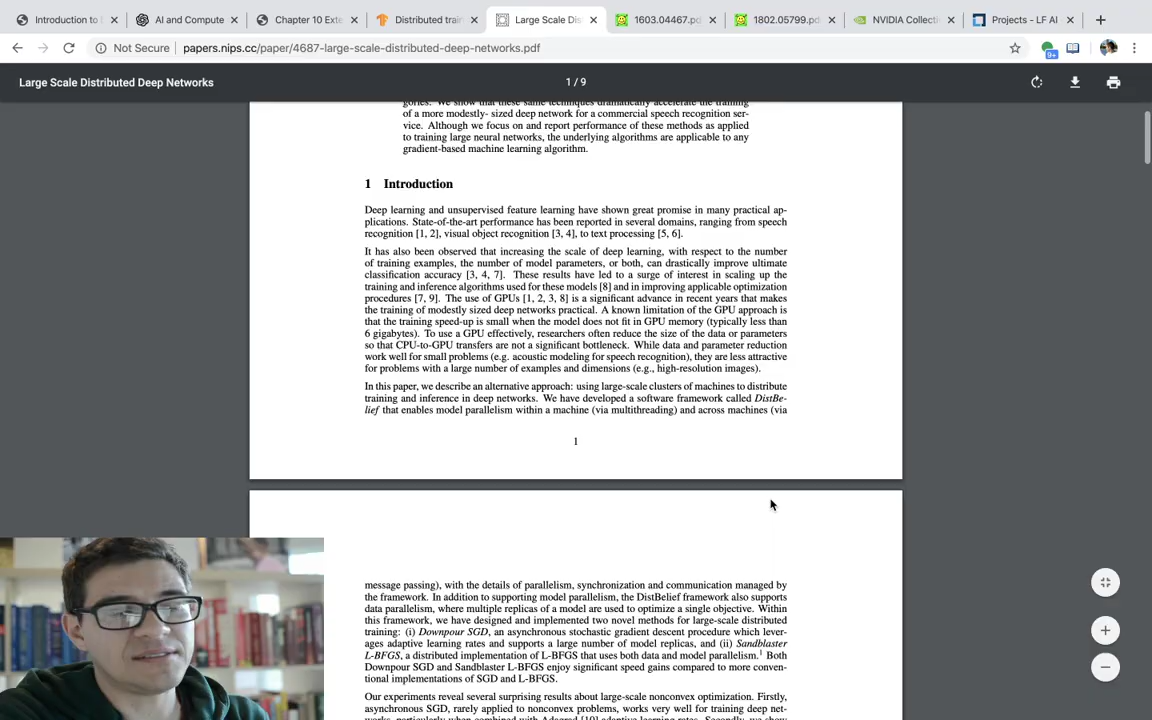 Introduction to
AI and Compute
Chapter 10 Exte
Distributed train
Large Scale Dis
1603.04467.pd
1802.05799.pd
NVIDIA Collecti
Projects - LF AI
Not Secure
papers.nips.cc/paper/4687-large-scale-distributed-deep-networks.pdf
9+
Large Scale Distributed Deep Networks
1 / 9
gories. We show that these same techniques dramatically accelerate the training
of a more modestly- sized deep network for a commercial speech recognition ser-
vice. Although we focus on and report performance of these methods as applied
to training large neural networks, the underlying algorithms are applicable to any
gradient-based machine learning algorithm.
1 Introduction
Deep learning and unsupervised feature learning have shown great promise in many practical ap-
plications. State-of-the-art performance has been reported in several domains, ranging from speech
recognition [1, 2], visual object recognition [3, 4], to text processing [5, 6].
It has also been observed that increasing the scale of deep learning, with respect to the number
of training examples, the number of model parameters, or both, can drastically improve ultimate
classification accuracy [3, 4, 7]. These results have led to a surge of interest in scaling up the
training and inference algorithms used for these models [8] and in improving applicable optimization
procedures [7, 9]. The use of GPUs [1, 2, 3, 8] is a significant advance in recent years that makes
the training of modestly sized deep networks practical. A known limitation of the GPU approach is
that the training speed-up is small when the model does not fit in GPU memory (typically less than
6 gigabytes). To use a GPU effectively, researchers often reduce the size of the data or parameters
so that CPU-to-GPU transfers are not a significant bottleneck. While data and parameter reduction
work well for small problems (e.g. acoustic modeling for speech recognition), they are less attractive
for problems with a large number of examples and dimensions (e.g., high-resolution images).
In this paper, we describe an alternative approach: using large-scale clusters of machines to distribute
training and inference in deep networks. We have developed a software framework called DistBe-
lief that enables model parallelism within a machine (via multithreading) and across machines (via
1
message passing), with the details of parallelism, synchronization and communication managed by
the framework. In addition to supporting model parallelism, the DistBelief framework also supports
data parallelism, where multiple replicas of a model are used to optimize a single objective. Within
this framework, we have designed and implemented two novel methods for large-scale distributed
training: (i) Downpour SGD, an asynchronous stochastic gradient descent procedure which lever-
ages adaptive learning rates and supports a large number of model replicas, and (ii) Sandblaster
L-BFGS, a distributed implementation of L-BFGS that uses both data and model parallelism.1 Both
Downpour SGD and Sandblaster L-BFGS enjoy significant speed gains compared to more conven-
tional implementations of SGD and L-BFGS.
Our experiments reveal several surprising results about large-scale nonconvex optimization. Firstly,
asynchronous SGD, rarely applied to nonconvex problems, works very well for training deep net-
works, particularly when combined with Adagrad [10] adaptive learning rates. Secondly, we show